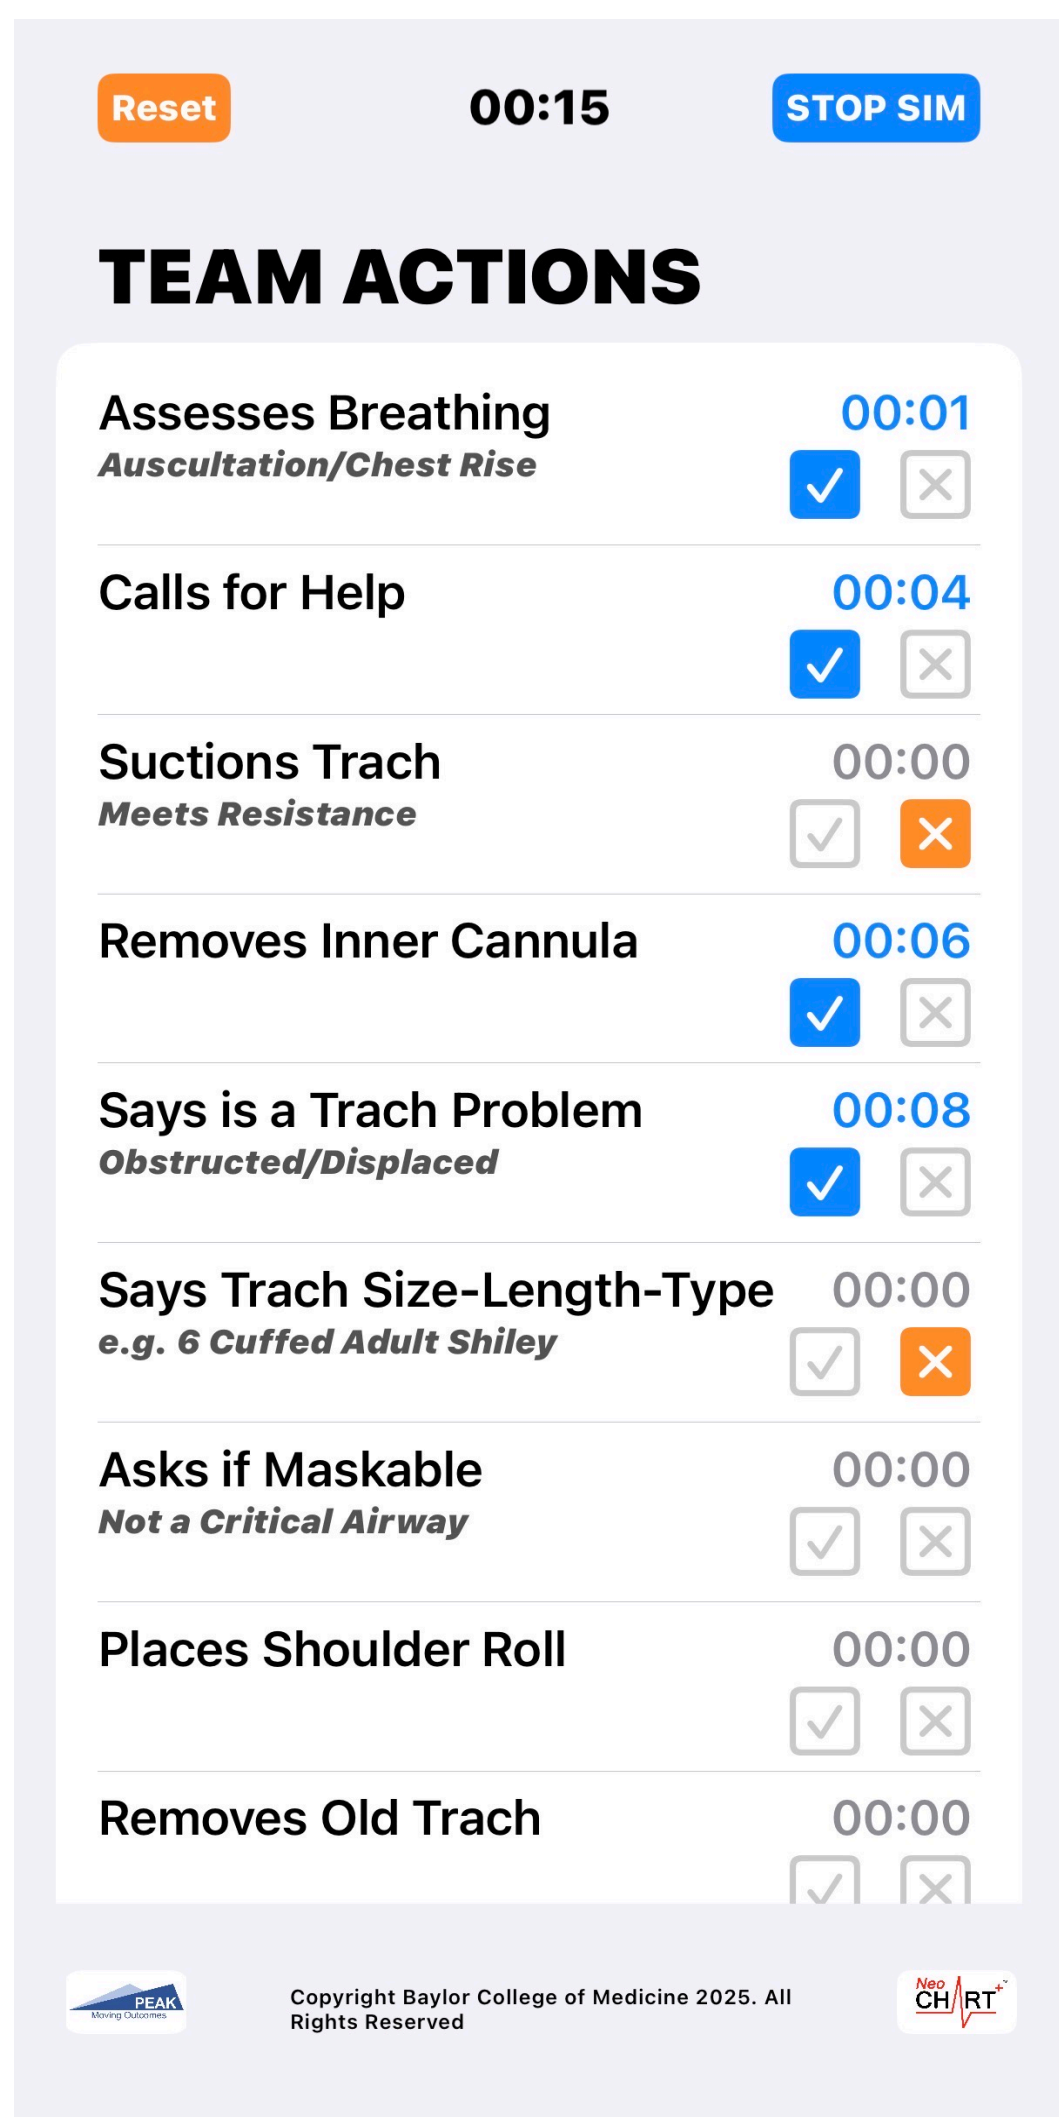 Reset 00:15 STOP SIM
TEAM ACTIONS
Assesses Breathing 00:01
Auscultation/Chest Rise
Calls for Help 00:04
Suctions Trach 00:00
Meets Resistance
Removes Inner Cannula 00:06
Says is a Trach Problem 00:08
Obstructed/Displaced
Says Trach Size-Length-Type 00:00
e.g. 6 Cuffed Adult Shiley
Asks if Maskable 00:00
Not a Critical Airway
Places Shoulder Roll 00:00
Removes Old Trach 00:00
PEAK
Moving Outcomes
Copyright Baylor College of Medicine 2025. All
Rights Reserved
Neo
CHART+™